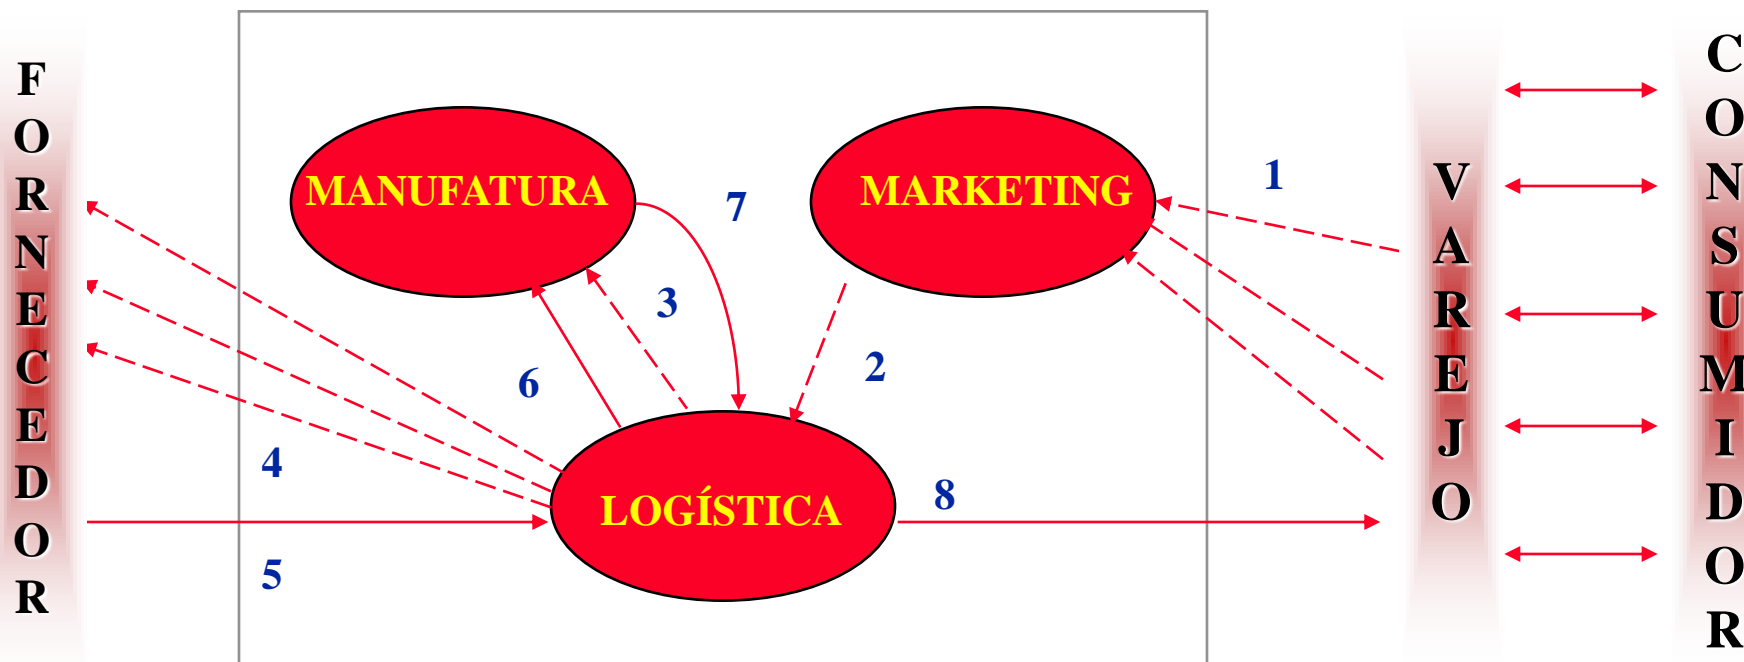 FORNECEDOR
MANUFATURA
MARKETING
LOGÍSTICA
1
2
3
4
5
6
7
8
VAREJO
CONSUMIDOR